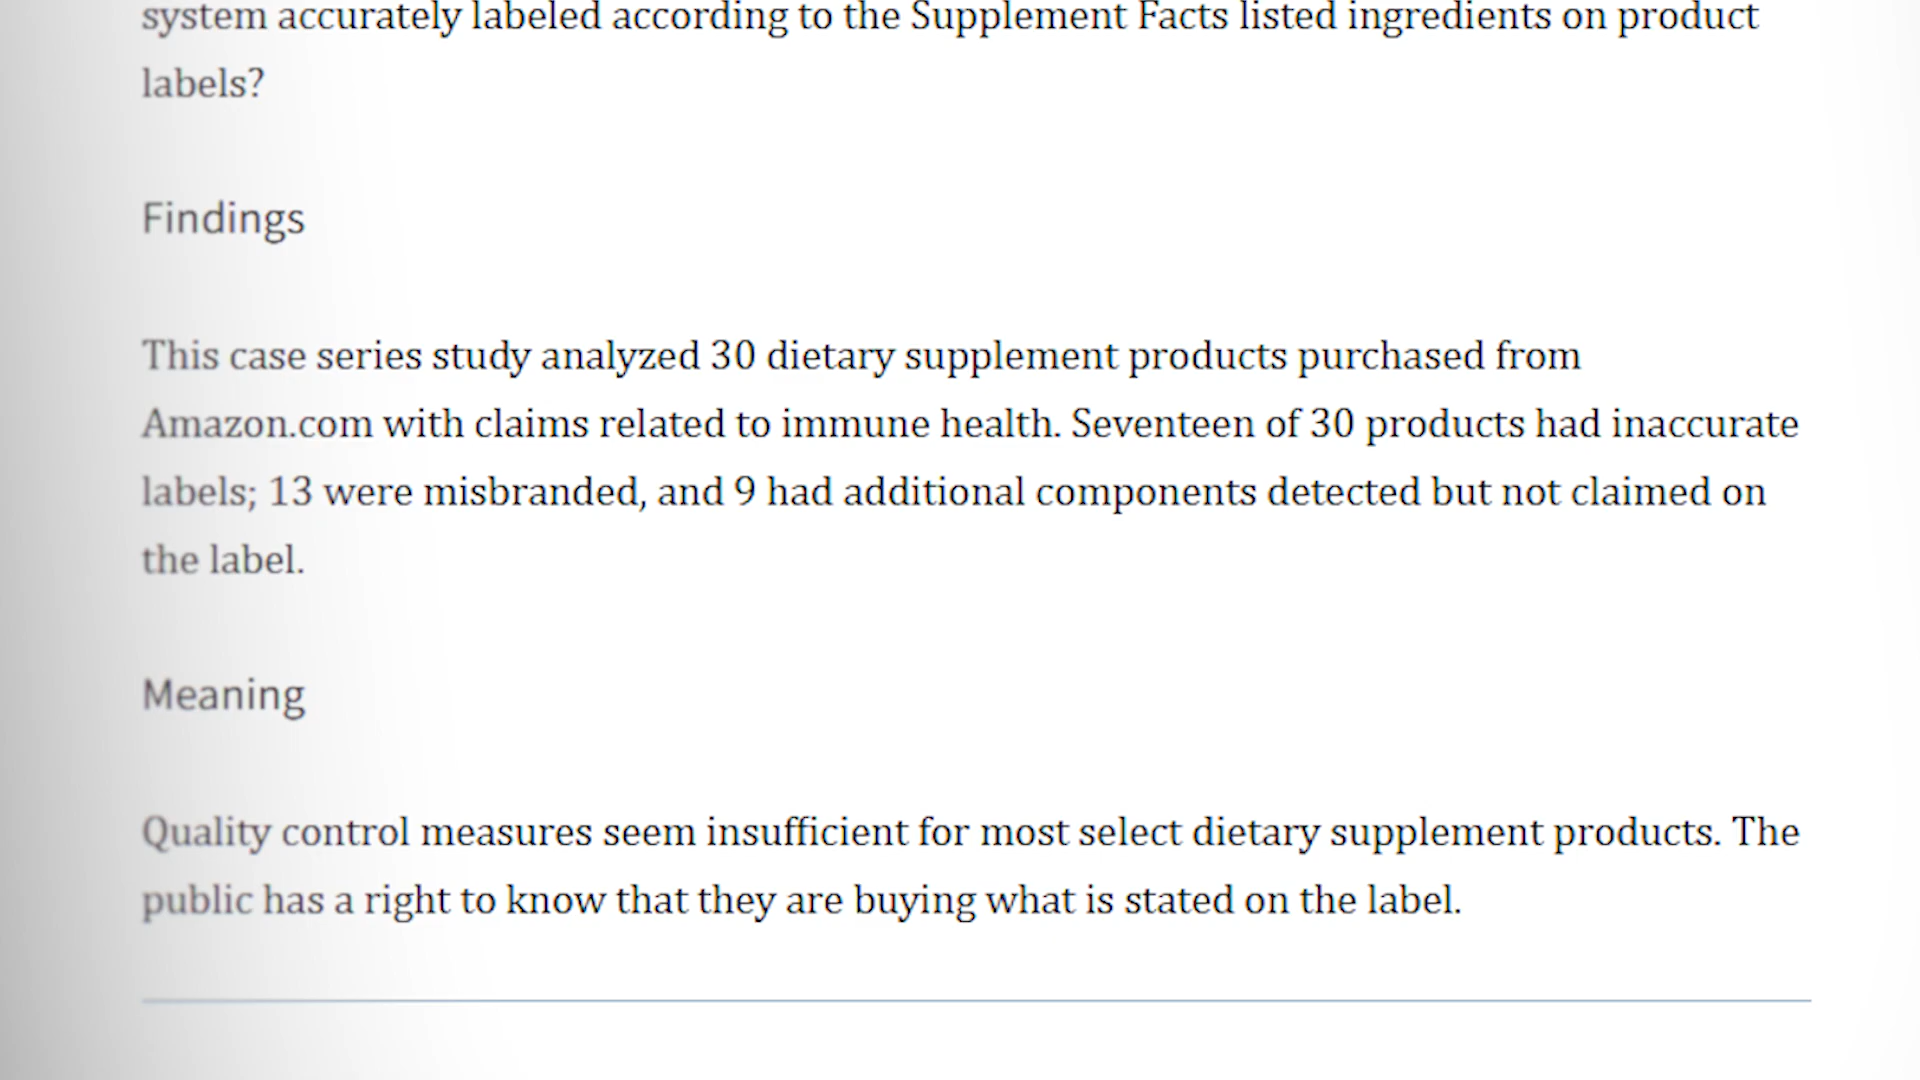 system accurately labeled according to the Supplement Facts listed ingredients on product
labels?
Findings
This case series study analyzed 30 dietary supplement products purchased from
Amazon.com with claims related to immune health. Seventeen of 30 products had inaccurate
labels; 13 were misbranded, and 9 had additional components detected but not claimed on
the label.
Meaning
Quality control measures seem insufficient for most select dietary supplement products. The
public has a right to know that they are buying what is stated on the label.